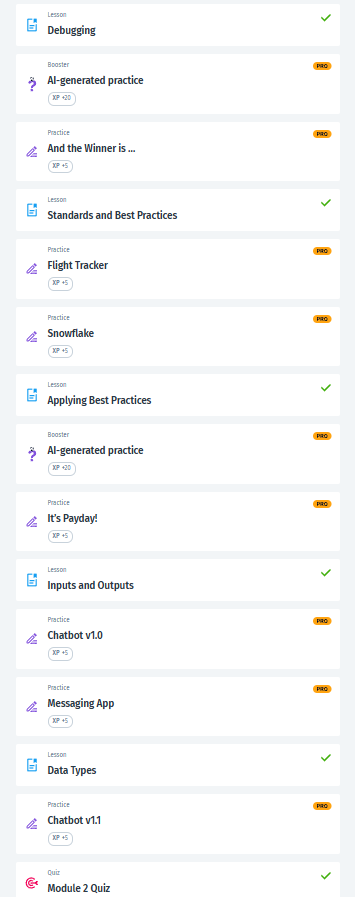 Lesson
Debugging
Booster
PRO
AI-generated practice
XP +20
Practice
PRO
And the Winner is ...
XP +5
Lesson
Standards and Best Practices
Practice
PRO
Flight Tracker
XP +5
Practice
PRO
Snowflake
XP +5
Lesson
Applying Best Practices
Booster
PRO
AI-generated practice
XP +20
Practice
PRO
It's Payday!
XP +5
Lesson
Inputs and Outputs
Practice
PRO
Chatbot v1.0
XP +5
Practice
PRO
Messaging App
XP +5
Lesson
Data Types
Practice
PRO
Chatbot v1.1
XP +5
Quiz
Module 2 Quiz